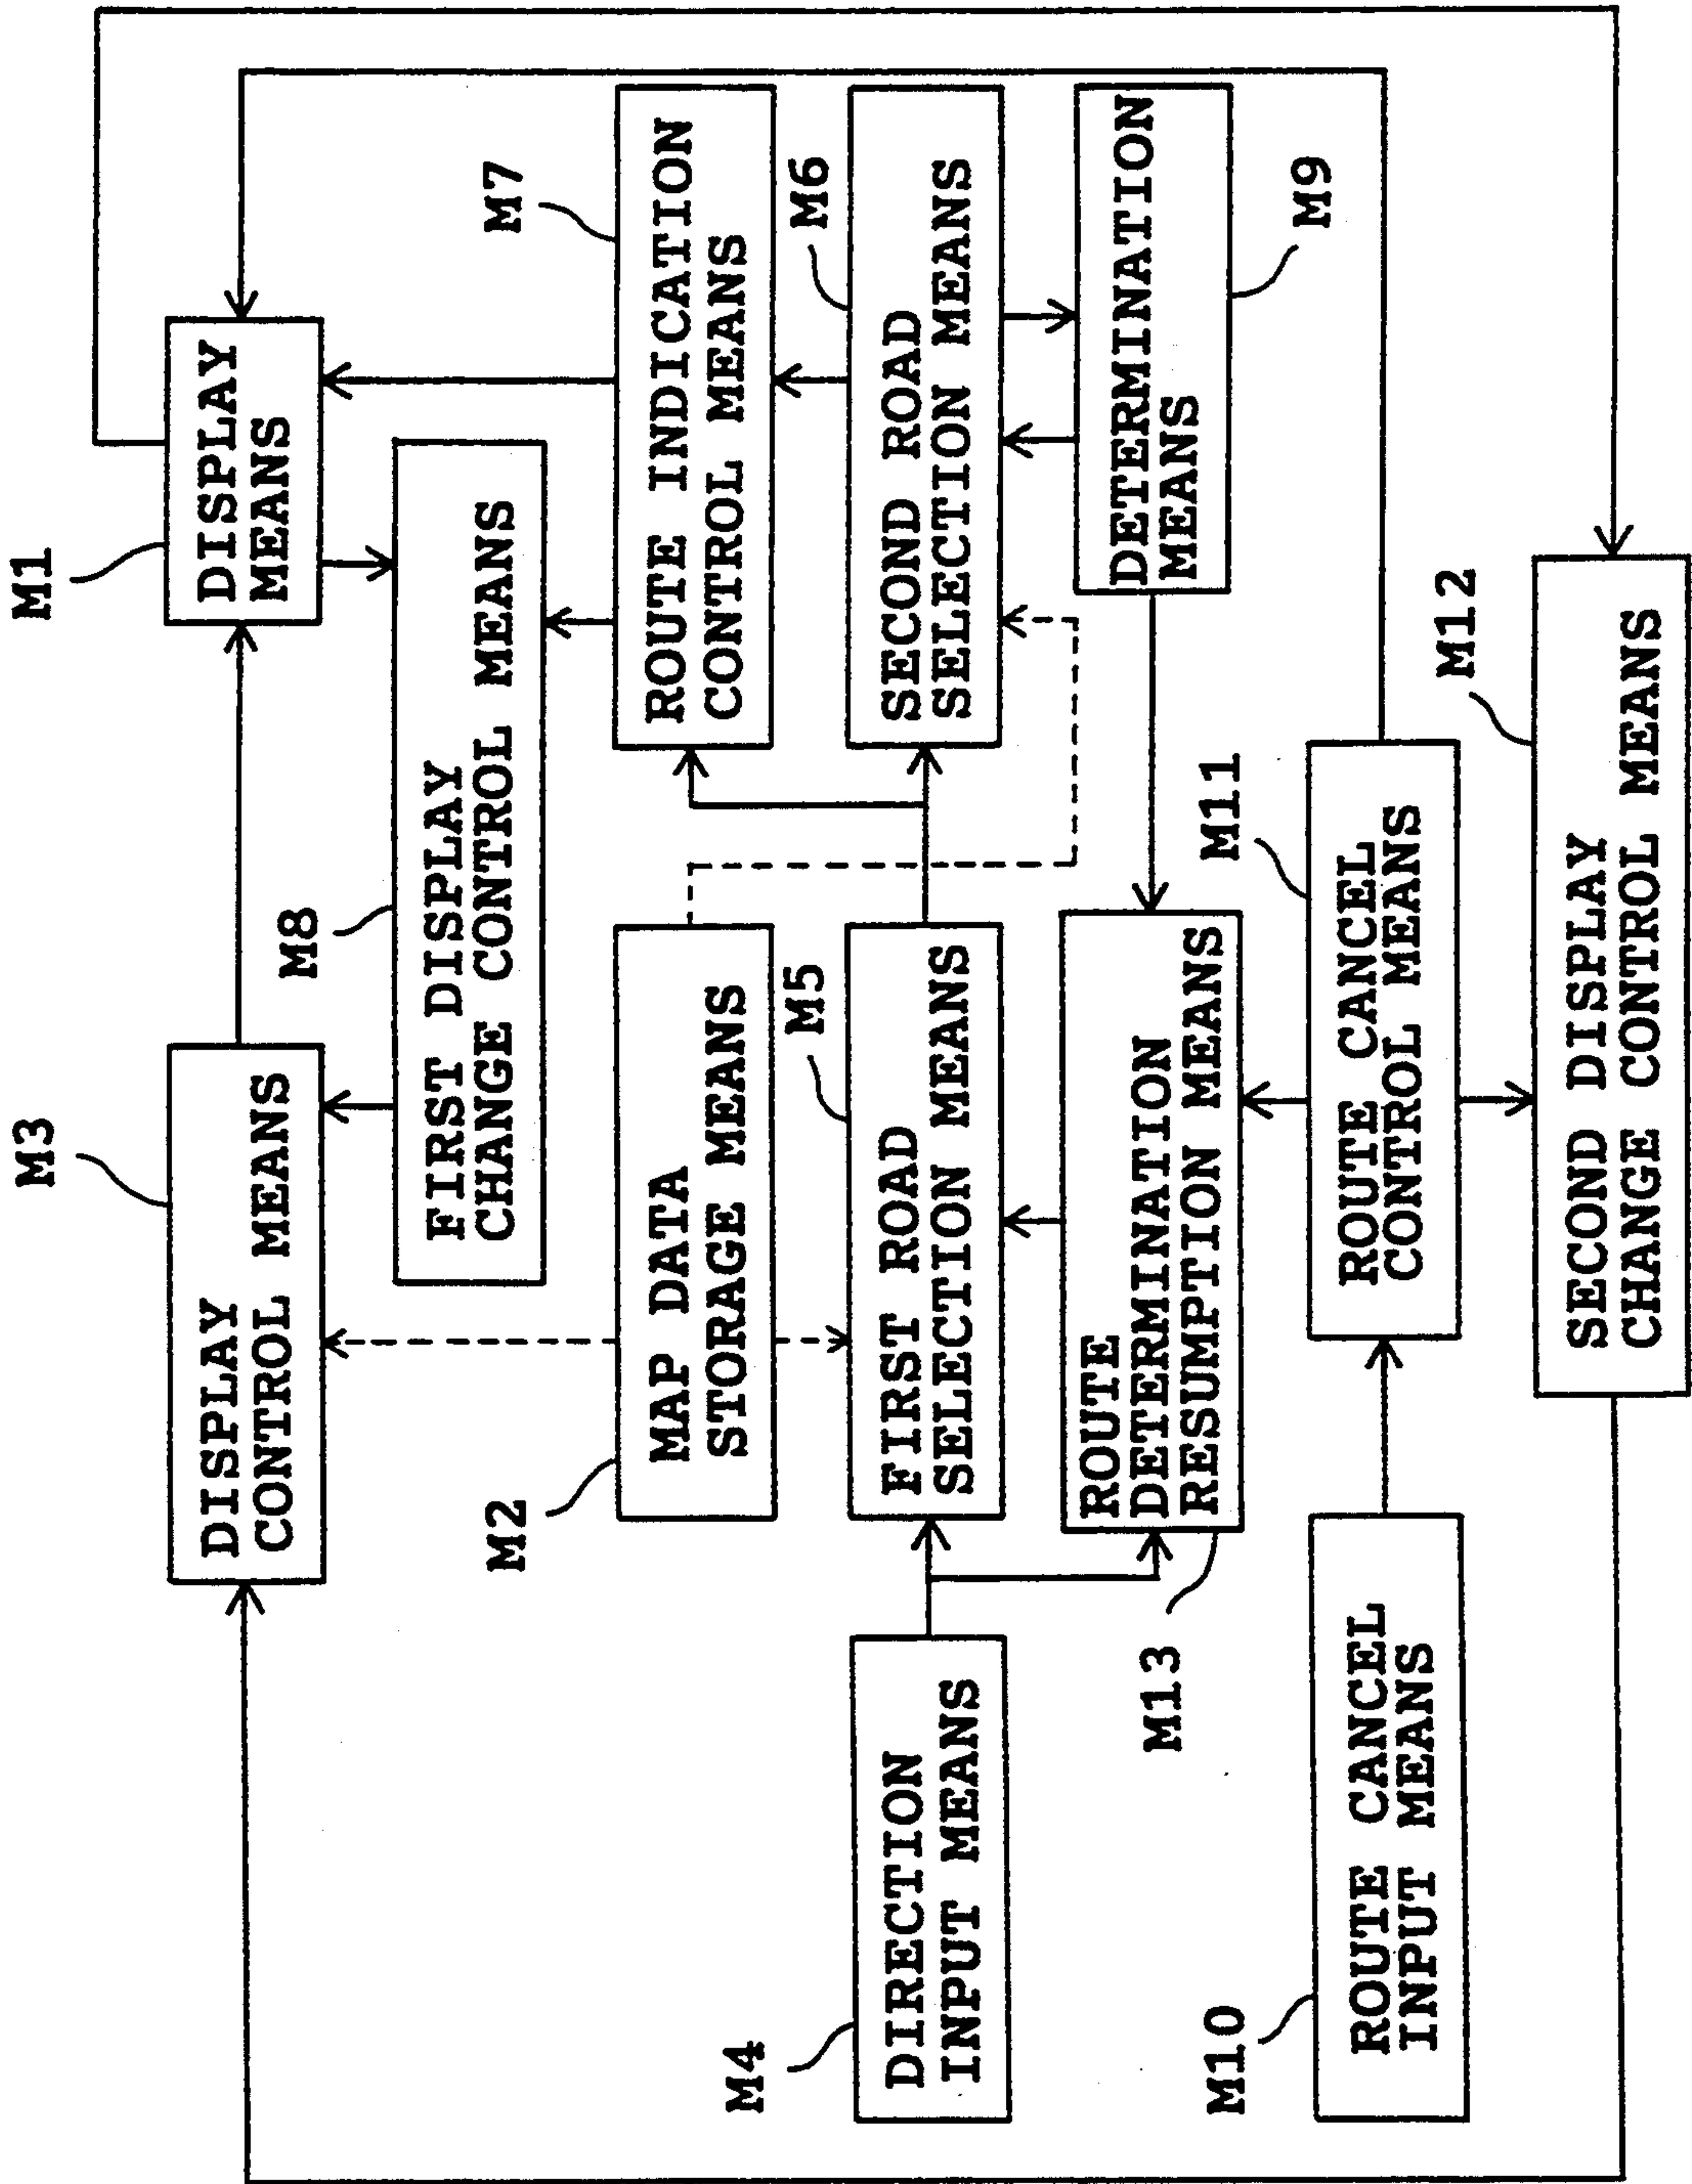 M3
DISPLAY
CONTROL MEANS
M1
DISPLAY
MEANS
M8
FIRST DISPLAY
CHANGE CONTROL MEANS
M2
MAP DATA
STORAGE MEANS
M7
ROUTE INDICATION
CONTROL MEANS
M4
DIRECTION
INPUT MEANS
M5
FIRST ROAD
SELECTION MEANS
M6
SECOND ROAD
SELECTION MEANS
M13
ROUTE
DETERMINATION
RESUMPTION MEANS
DETERMINATION
MEANS
M9
M10
ROUTE CANCEL
INPUT MEANS
M11
ROUTE CANCEL
CONTROL MEANS
M12
SECOND DISPLAY
CHANGE CONTROL MEANS